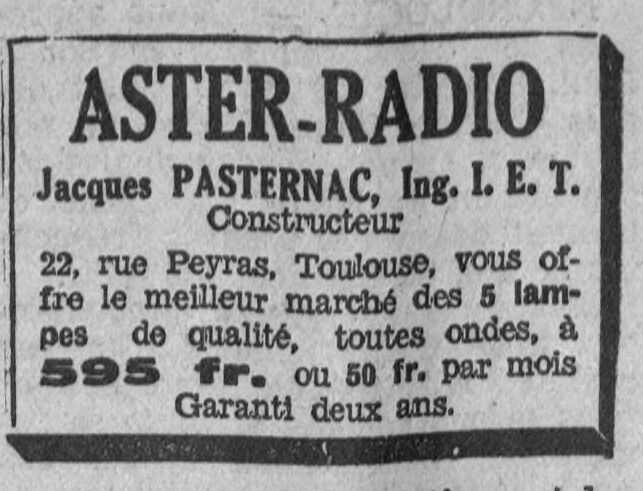 ASTER-RADIO
Jacques PASTERNAC, Ing. I. E. T.
Constructeur
22, rue Peyras, Toulouse, vous of-
fre le meilleur marché des 5 lam-
pes de qualité, toutes ondes, à
595 fr. ou 50 fr. par mois
Garanti deux ans.